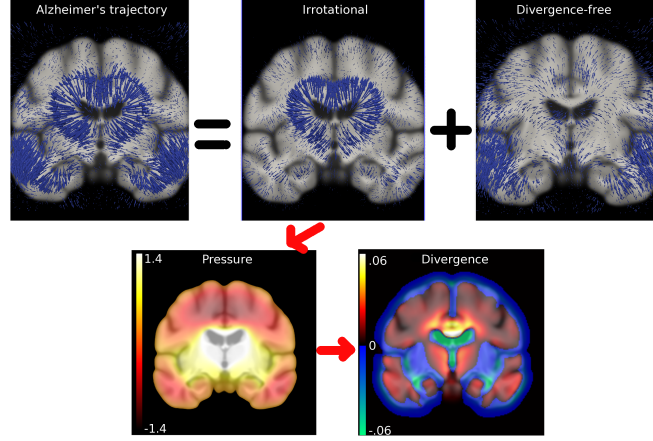 Alzheimer's trajectory
Irrotational
Divergence-free
=
+
Pressure
1.4
-1.4
Divergence
.06
0
-.06